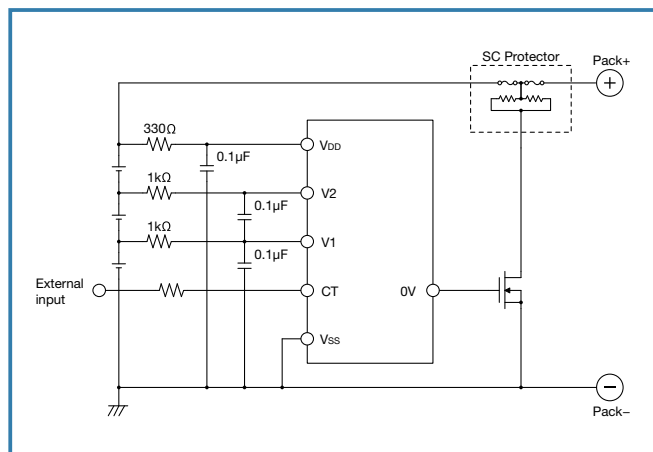 SC Protector
Pack+
330Ω
0.1µF
VDD
1kΩ
0.1µF
V2
1kΩ
0.1µF
V1
External
input
CT
0V
VSS
Pack−